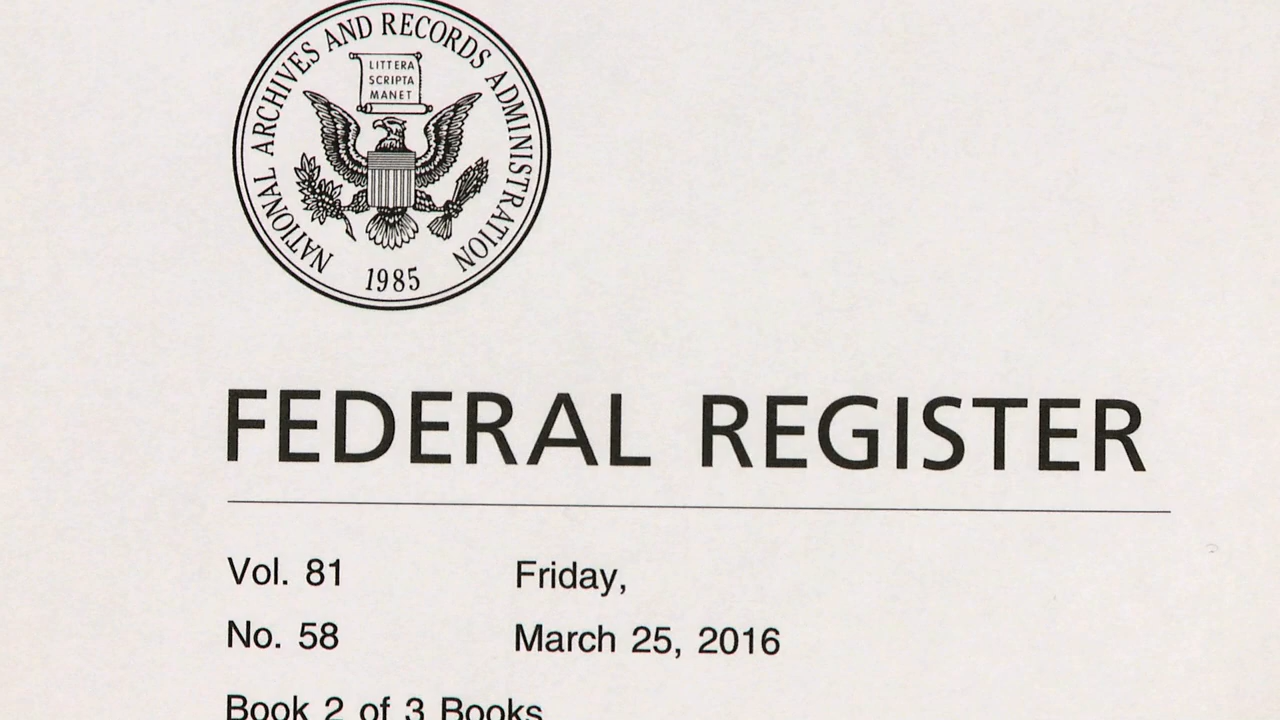 NATIONAL ARCHIVES AND RECORDS ADMINISTRATION
LITTERA
SCRIPTA
MANET
1985
FEDERAL REGISTER
Vol. 81
Friday,
No. 58
March 25, 2016
Book 2 of 3 Books